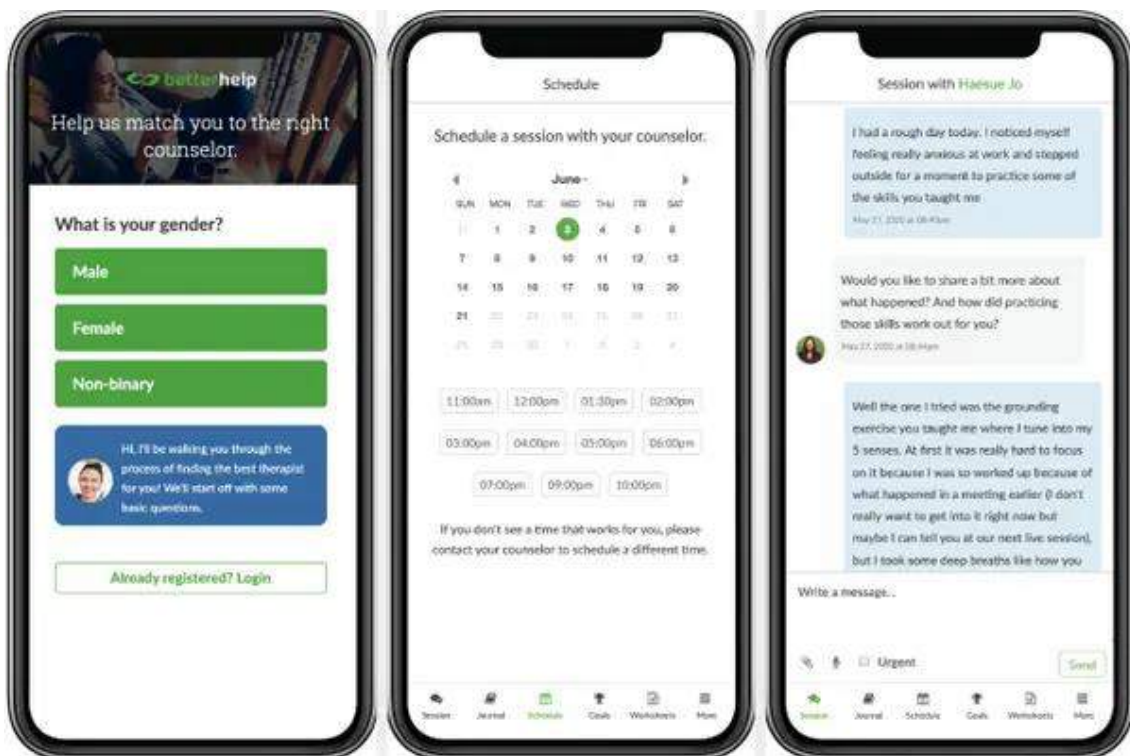 betterhelp
Help us match you to the right
counselor.
What is your gender?
Male
Female
Non-binary
Hi, I'll be walking you through the
process of finding the best therapist
for you! We'll start off with some
basic questions.
Already registered? Login
Schedule
Schedule a session with your counselor.
June
SUN MON TUE WED THU FRI SAT
1 2 3 4 5 6
7 8 9 10 11 12 13
14 15 16 17 18 19 20
21
11:00am 12:00pm 01:30pm 02:00pm
03:00pm 04:00pm 05:00pm 06:00pm
07:00pm 09:00pm 10:00pm
If you don't see a time that works for you, please
contact your counselor to schedule a different time.
Session Journal Schedule Goals Worksheets More
Session with Haesue Jo
I had a rough day today. I noticed myself
feeling really anxious at work and stepped
outside for a moment to practice some of
the skills you taught me
May 27, 2020 at
Would you like to share a bit more about
what happened? And how did practicing
those skills work out for you?
May 27, 2020 at
Well the one I tried was the grounding
exercise you taught me where I tune into my
5 senses. At first it was really hard to focus
on it because I was so worked up because of
what happened in a meeting earlier (I don't
really want to get into it right now but
maybe I can tell you at our next live session),
but I took some deep breaths like how you
Write a message..
Urgent
Send
Session Journal Schedule Goals Worksheets More